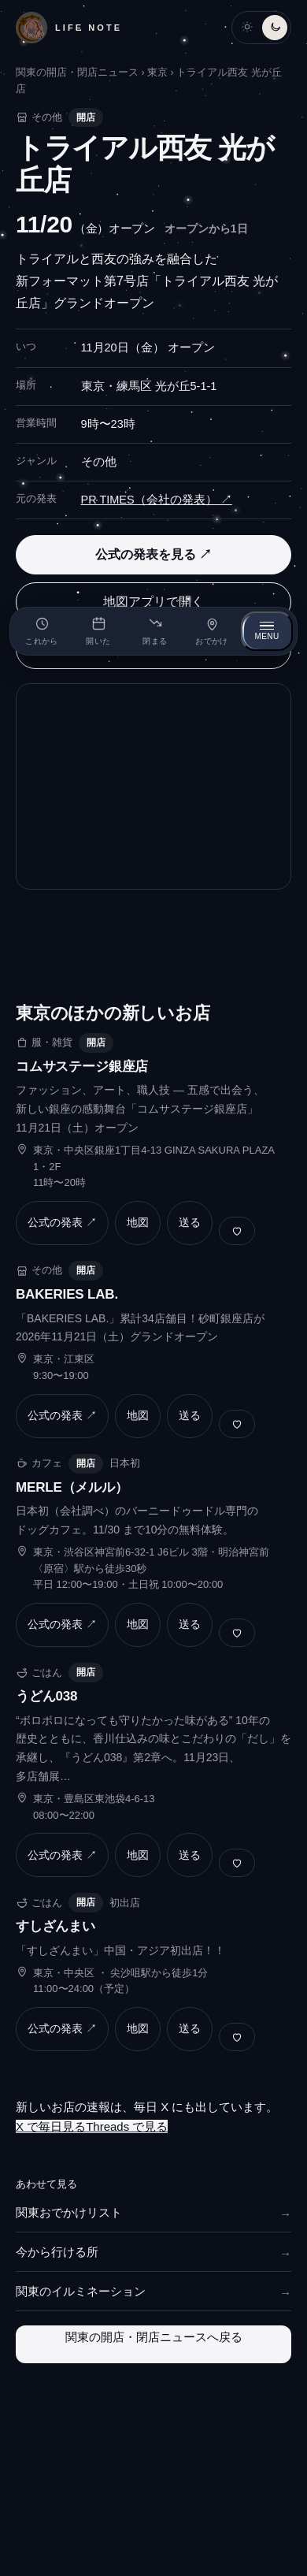 LIFE NOTE
関東の開店・閉店ニュース › 東京 › トライアル西友 光が丘
店
その他 開店
トライアル西友 光が
丘店
11/20（金）オープン オープンから1日
トライアルと西友の強みを融合した
新フォーマット第7号店「トライアル西友 光が
丘店」グランドオープン
いつ 11月20日（金） オープン
場所 東京・練馬区 光が丘5-1-1
営業時間 9時〜23時
ジャンル その他
元の発表 PR TIMES（会社の発表） ↗
公式の発表を見る ↗
地図アプリで開く
これから 開いた 閉まる おでかけ MENU
東京のほかの新しいお店
服・雑貨 開店
コムサステージ銀座店
ファッション、アート、職人技 — 五感で出会う、
新しい銀座の感動舞台「コムサステージ銀座店」
11月21日（土）オープン
東京・中央区銀座1丁目4-13 GINZA SAKURA PLAZA
1・2F
11時〜20時
公式の発表 ↗ 地図 送る
その他 開店
BAKERIES LAB.
「BAKERIES LAB.」累計34店舗目！砂町銀座店が
2026年11月21日（土）グランドオープン
東京・江東区
9:30〜19:00
公式の発表 ↗ 地図 送る
カフェ 開店 日本初
MERLE（メルル）
日本初（会社調べ）のバーニードゥードル専門の
ドッグカフェ。11/30 まで10分の無料体験。
東京・渋谷区神宮前6-32-1 J6ビル 3階・明治神宮前
〈原宿〉駅から徒歩30秒
平日 12:00〜19:00・土日祝 10:00〜20:00
公式の発表 ↗ 地図 送る
ごはん 開店
うどん038
“ボロボロになっても守りたかった味がある” 10年の
歴史とともに、香川仕込みの味とこだわりの「だし」を
承継し、『うどん038』第2章へ。11月23日、
多店舗展…
東京・豊島区東池袋4-6-13
08:00〜22:00
公式の発表 ↗ 地図 送る
ごはん 開店 初出店
すしざんまい
「すしざんまい」中国・アジア初出店！！
東京・中央区 ・ 尖沙咀駅から徒歩1分
11:00〜24:00（予定）
公式の発表 ↗ 地図 送る
新しいお店の速報は、毎日 X にも出しています。
X で毎日見るThreads で見る
あわせて見る
関東おでかけリスト →
今から行ける所 →
関東のイルミネーション →
関東の開店・閉店ニュースへ戻る